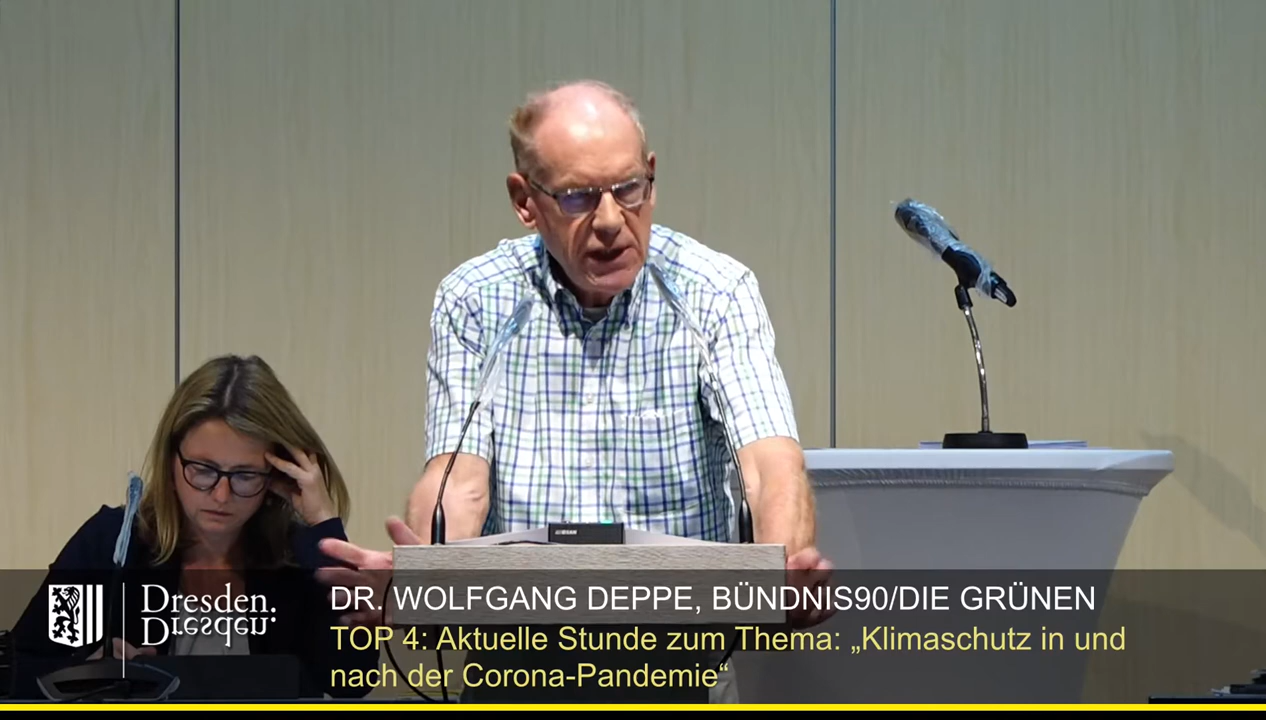 Dresden.
Dresden.
DR. WOLFGANG DEPPE, BÜNDNIS90/DIE GRÜNEN
TOP 4: Aktuelle Stunde zum Thema: „Klimaschutz in und
nach der Corona-Pandemie“